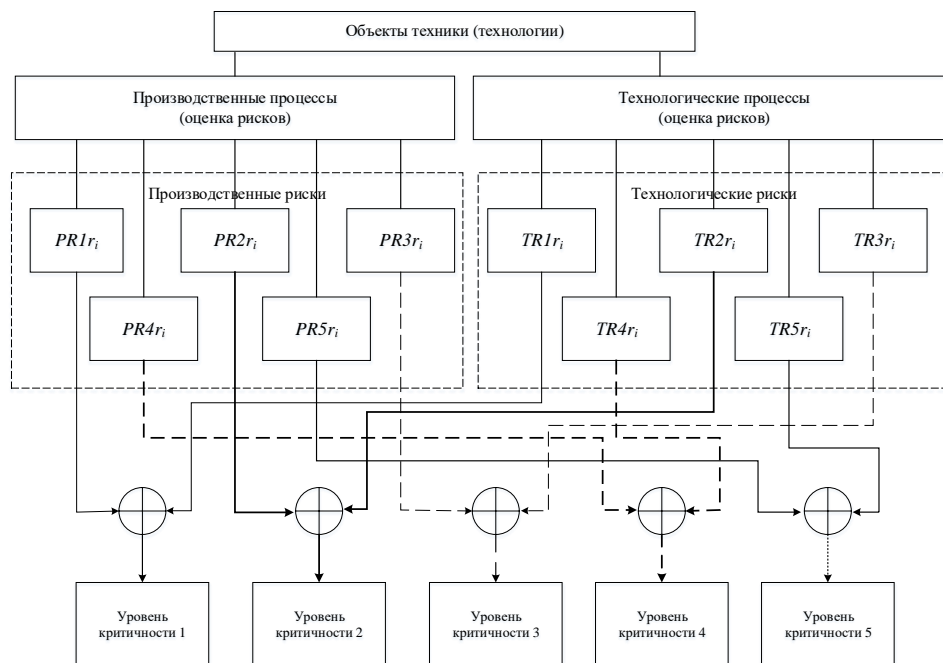 Объекты техники (технологии)
Производственные процессы
(оценка рисков)
Технологические процессы
(оценка рисков)
Производственные риски
Технологические риски
PR1rᵢ
PR2rᵢ
PR3rᵢ
TR1rᵢ
TR2rᵢ
TR3rᵢ
PR4rᵢ
PR5rᵢ
TR4rᵢ
TR5rᵢ
Уровень
критичности 1
Уровень
критичности 2
Уровень
критичности 3
Уровень
критичности 4
Уровень
критичности 5